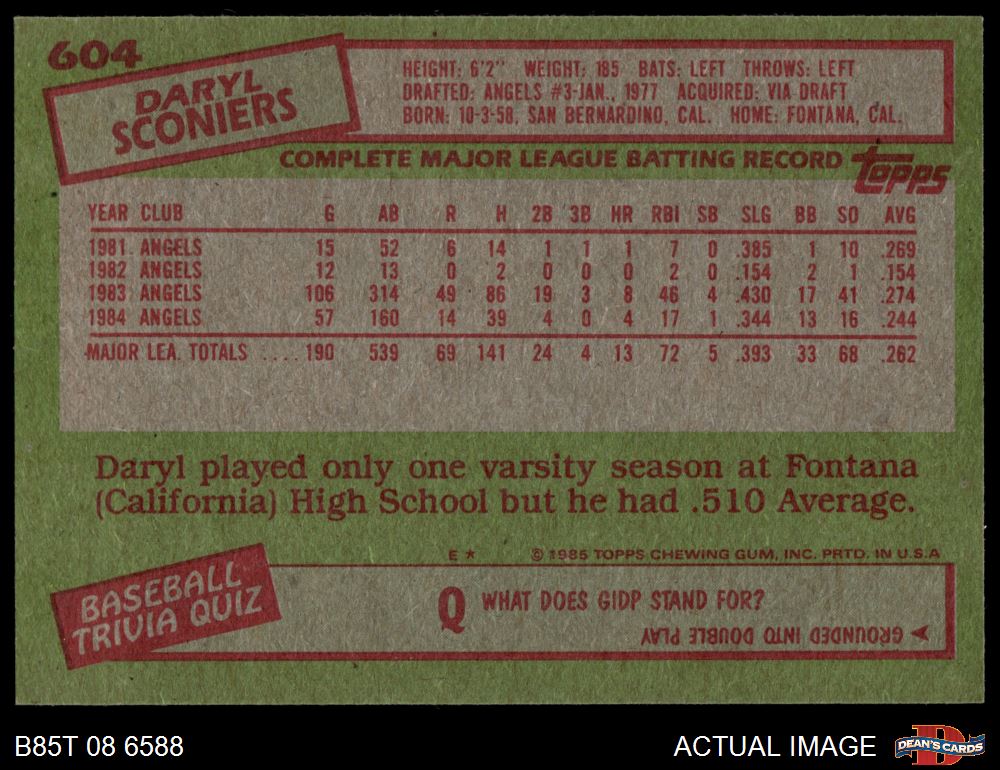 604
DARYL
SCONIERS
HEIGHT: 6'2" WEIGHT: 185 BATS: LEFT THROWS: LEFT
DRAFTED: ANGELS #3-JAN., 1977 ACQUIRED: VIA DRAFT
BORN: 10-3-58, SAN BERNARDINO, CAL. HOME: FONTANA, CAL.
COMPLETE MAJOR LEAGUE BATTING RECORD
topps
YEAR CLUB G AB R H 2B 3B HR RBI SB SLG BB SO AVG
1981 ANGELS 15 52 6 14 1 1 1 7 0 .385 1 10 .269
1982 ANGELS 12 13 0 2 0 0 0 2 0 .154 2 1 .154
1983 ANGELS 106 314 49 86 19 3 8 46 4 .430 17 41 .274
1984 ANGELS 57 160 14 39 4 0 4 17 1 .344 13 16 .244
MAJOR LEA. TOTALS ....190 539 69 141 24 4 13 72 5 .393 33 68 .262
Daryl played only one varsity season at Fontana
(California) High School but he had .510 Average.
E * © 1985 TOPPS CHEWING GUM, INC. PRTD. IN U.S.A
BASEBALL
TRIVIA QUIZ
Q WHAT DOES GIDP STAND FOR?
GROUNDED INTO DOUBLE PLAY
B85T 08 6588
ACTUAL IMAGE
DEAN'S CARDS